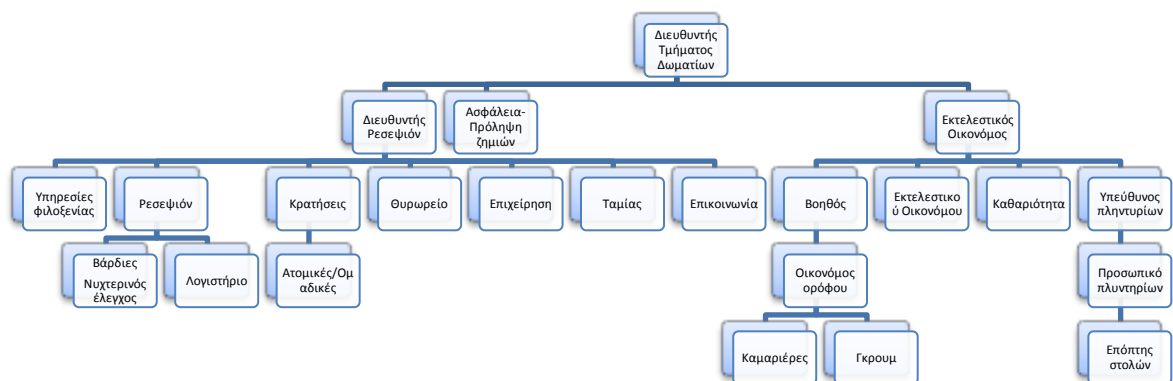 Διευθυντής
Τμήματος
Δωματίων
Διευθυντής
Ρεσεψιόν
Ασφάλεια-
Πρόληψη
ζημιών
Εκτελεστικός
Οικονόμος
Υπηρεσίες
φιλοξενίας
Ρεσεψιόν
Κρατήσεις
Θυρωρείο
Επιχείρηση
Ταμίας
Επικοινωνία
Βοηθός
Εκτελεστικο
ύ Οικονόμου
Καθαριότητα
Υπεύθυνος
πληντυρίων
Βάρδιες
Νυχτερινός
έλεγχος
Λογιστήριο
Ατομικές/Ομ
αδικές
Οικονόμος
ορόφου
Προσωπικό
πλυντηρίων
Καμαριέρες
Γκρουμ
Επόπτης
στολών